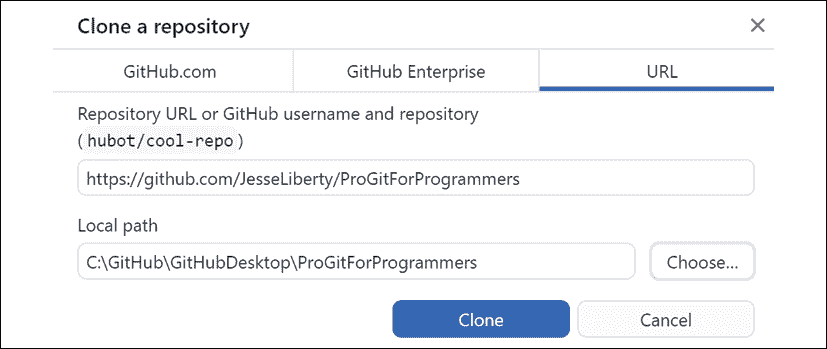 Clone a repository
GitHub.com
GitHub Enterprise
URL
Repository URL or GitHub username and repository
(hubot/cool-repo)
https://github.com/JesseLiberty/ProGitForProgrammers
Local path
C:\GitHub\GitHubDesktop\ProGitForProgrammers
Choose...
Clone
Cancel